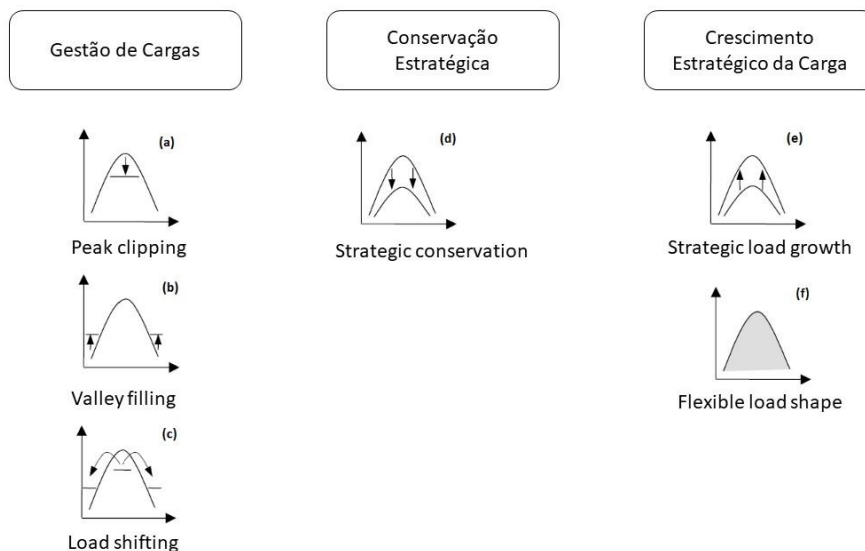 Gestão de Cargas
Conservação
Estratégica
Crescimento
Estratégico da Carga
(a)
Peak clipping
(b)
Valley filling
(c)
Load shifting
(d)
Strategic conservation
(e)
Strategic load growth
(f)
Flexible load shape